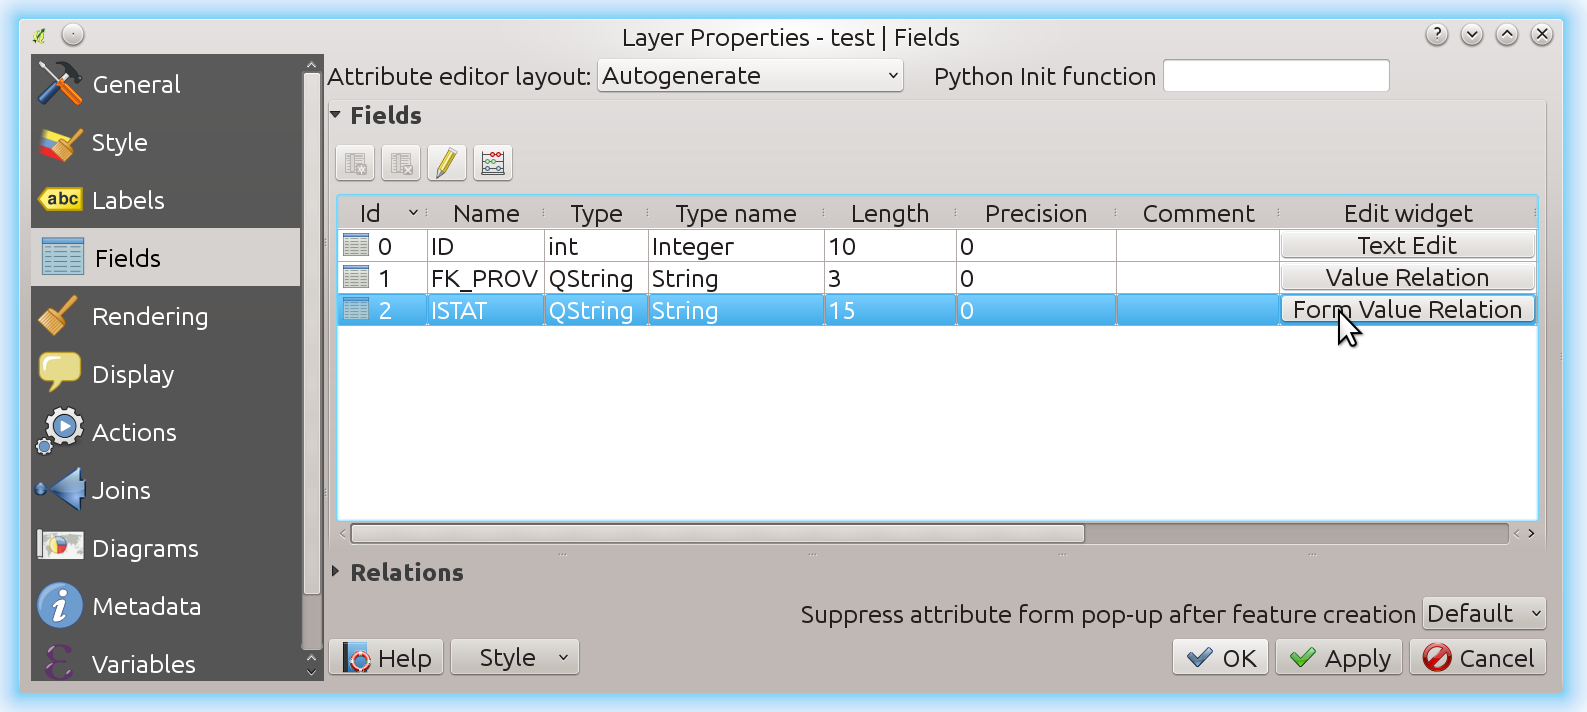 Layer Properties - test | Fields
General
Style
Labels
Fields
Rendering
Display
Actions
Joins
Diagrams
Metadata
Variables
abc
Attribute editor layout: Autogenerate Python Init function
Fields
Id Name Type Type name Length Precision Comment Edit widget
0 ID int Integer 10 0 Text Edit
1 FK_PROV QString String 3 0 Value Relation
2 ISTAT QString String 15 0 Form Value Relation
Relations
Suppress attribute form pop-up after feature creation Default
Help Style OK Apply Cancel